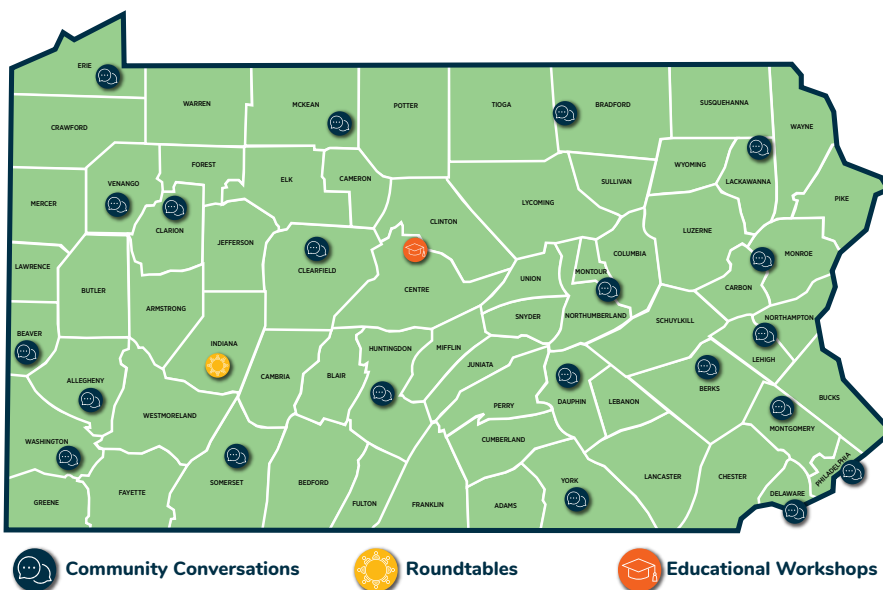 ERIE
WARREN
MCKEAN
POTTER
TIOGA
BRADFORD
SUSQUEHANNA
WAYNE
CRAWFORD
FOREST
ELK
CAMERON
WYOMING
LACKAWANNA
VENANGO
SULLIVAN
PIKE
MERCER
CLARION
CLINTON
LYCOMING
JEFFERSON
LUZERNE
COLUMBIA
MONROE
LAWRENCE
CLEARFIELD
MONTOUR
UNION
BUTLER
CENTRE
CARBON
ARMSTRONG
SNYDER
NORTHUMBERLAND
SCHUYLKILL
NORTHAMPTON
BEAVER
INDIANA
HUNTINGDON
MIFFLIN
LEHIGH
JUNIATA
ALLEGHENY
CAMBRIA
BLAIR
BERKS
BUCKS
WESTMORELAND
PERRY
DAUPHIN
LEBANON
MONTGOMERY
WASHINGTON
CUMBERLAND
PHILADELPHIA
SOMERSET
BEDFORD
YORK
LANCASTER
CHESTER
DELAWARE
GREENE
FAYETTE
FULTON
FRANKLIN
ADAMS
Community Conversations
Roundtables
Educational Workshops